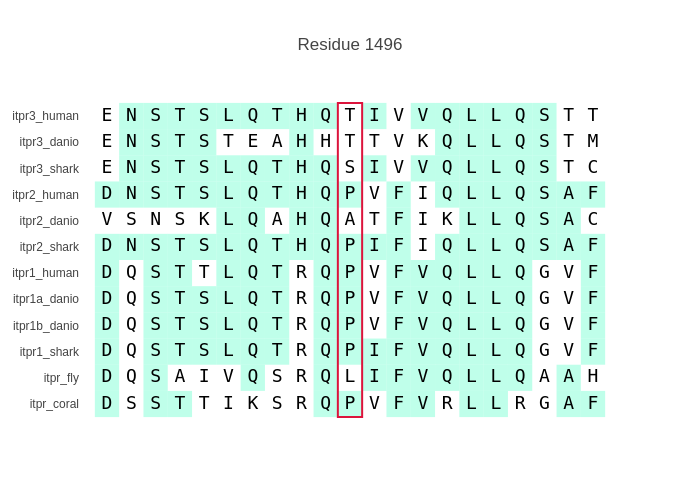 Residue 1496
itpr3_human E N S T S L Q T H Q T I V V Q L L Q S T T
itpr3_danio E N S T S T E A H H T T V K Q L L Q S T M
itpr3_shark E N S T S L Q T H Q S I V V Q L L Q S T C
itpr2_human D N S T S L Q T H Q P V F I Q L L Q S A F
itpr2_danio V S N S K L Q A H Q A T F I K L L Q S A C
itpr2_shark D N S T S L Q T H Q P I F I Q L L Q S A F
itpr1_human D Q S T T L Q T R Q P V F V Q L L Q G V F
itpr1a_danio D Q S T S L Q T R Q P V F V Q L L Q G V F
itpr1b_danio D Q S T S L Q T R Q P V F V Q L L Q G V F
itpr1_shark D Q S T S L Q T R Q P I F V Q L L Q G V F
itpr_fly D Q S A I V Q S R Q L I F V Q L L Q A A H
itpr_coral D S S T T I K S R Q P V F V R L L R G A F